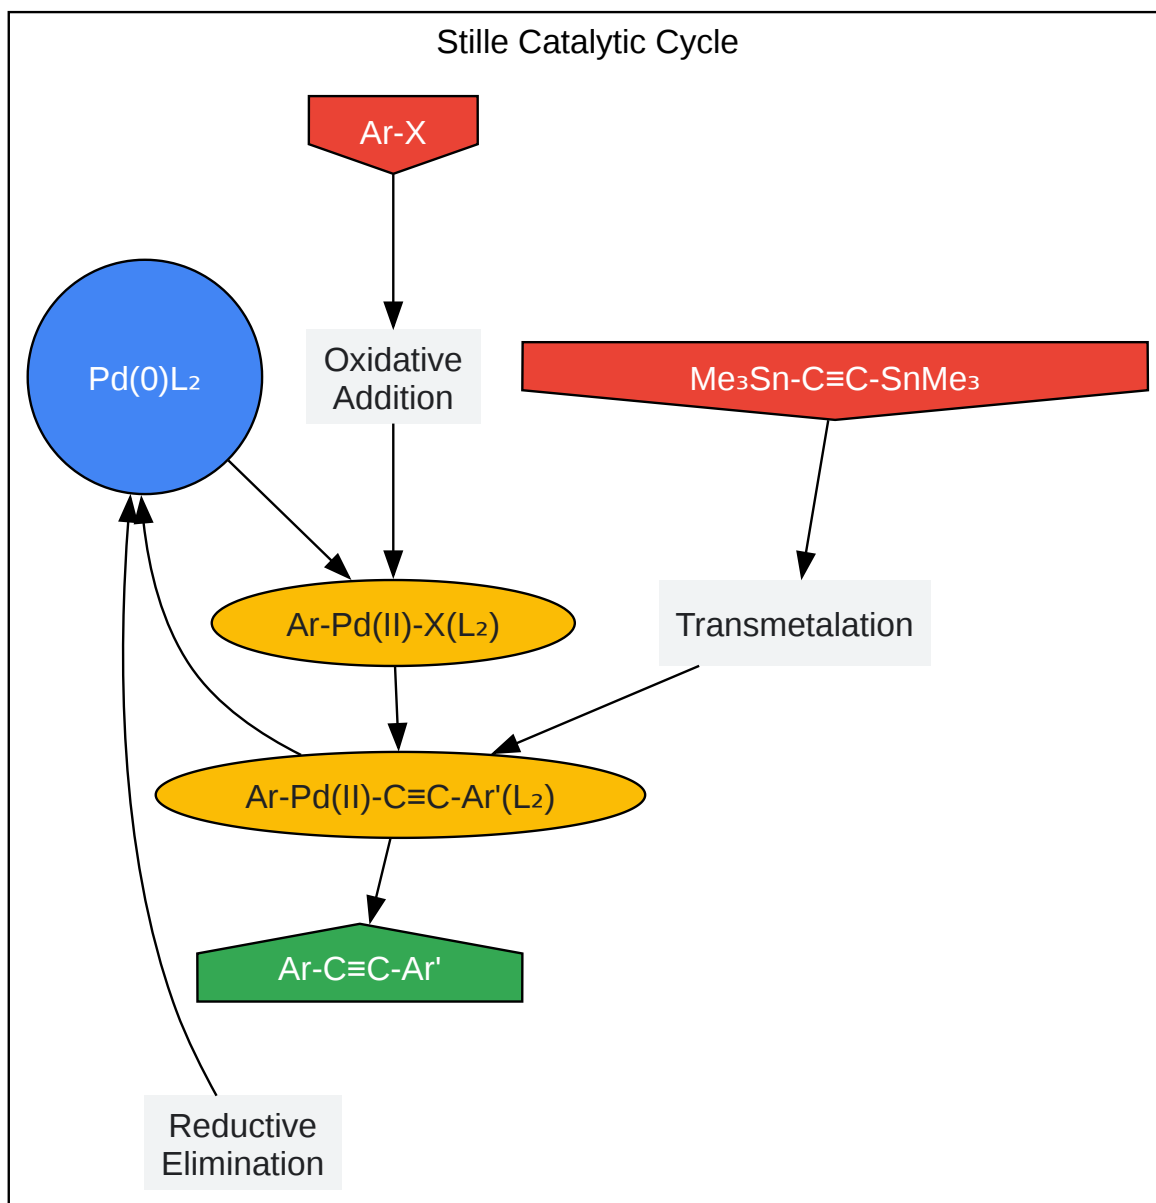 Stille Catalytic Cycle
Ar-X
Oxidative
Addition
Pd(0)L₂
Me₃Sn-C≡C-SnMe₃
Ar-Pd(II)-X(L₂)
Transmetalation
Ar-Pd(II)-C≡C-Ar'(L₂)
Ar-C≡C-Ar'
Reductive
Elimination